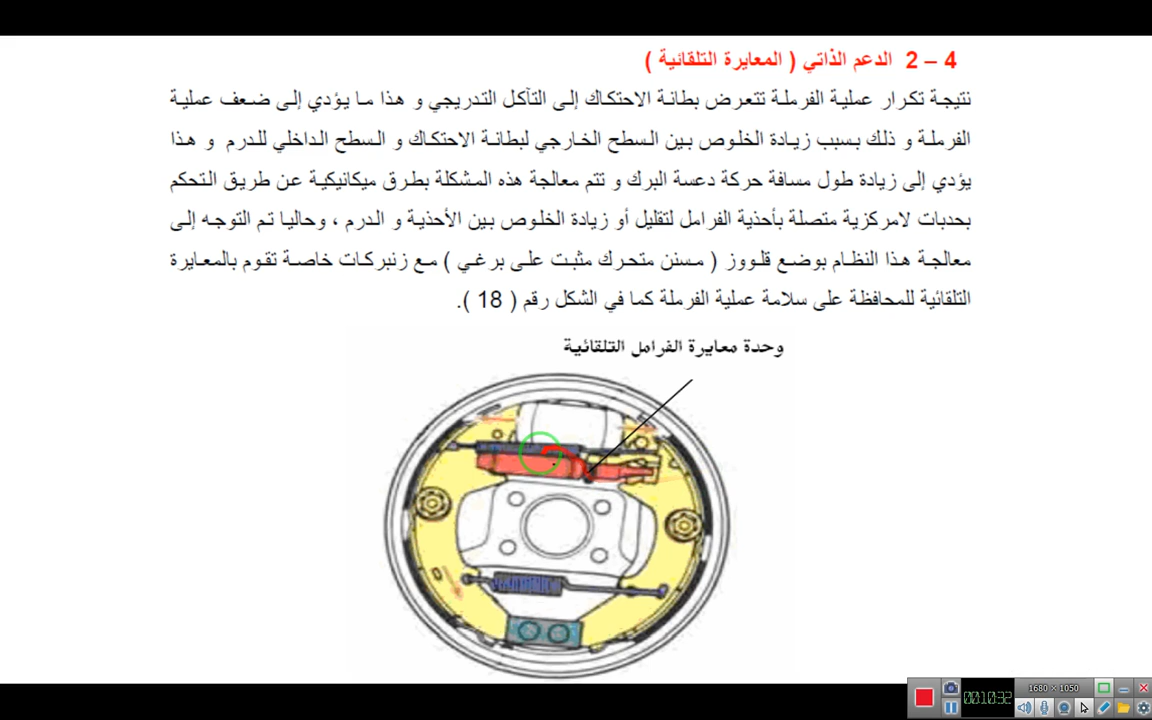 4 – 2 الدعم الذاتي ( المعايرة التلقائية )
نتيجة تكرار عملية الفرملة تتعرض بطانة الاحتكاك إلى التآكل التدريجي و هذا ما يؤدي إلى ضعف عملية
الفرملة و ذلك بسبب زيادة الخلوص بين السطح الخارجي لبطانة الاحتكاك و السطح الداخلي للدرم و هذا
يؤدي إلى زيادة طول مسافة حركة دعسة البرك و تتم معالجة هذه المشكلة بطرق ميكانيكية عن طريق التحكم
بحدبات لامركزية متصلة بأحذية الفرامل لتقليل أو زيادة الخلوص بين الأحذية و الدرم ، وحاليا تم التوجه إلى
معالجة هذا النظام بوضع قلووز ( مسنن متحرك مثبت على برغي ) مع زنبركات خاصة تقوم بالمعايرة
التلقائية للمحافظة على سلامة عملية الفرملة كما في الشكل رقم ( 18 ).
وحدة معايرة الفرامل التلقائية
1680 × 1050
00:10:32